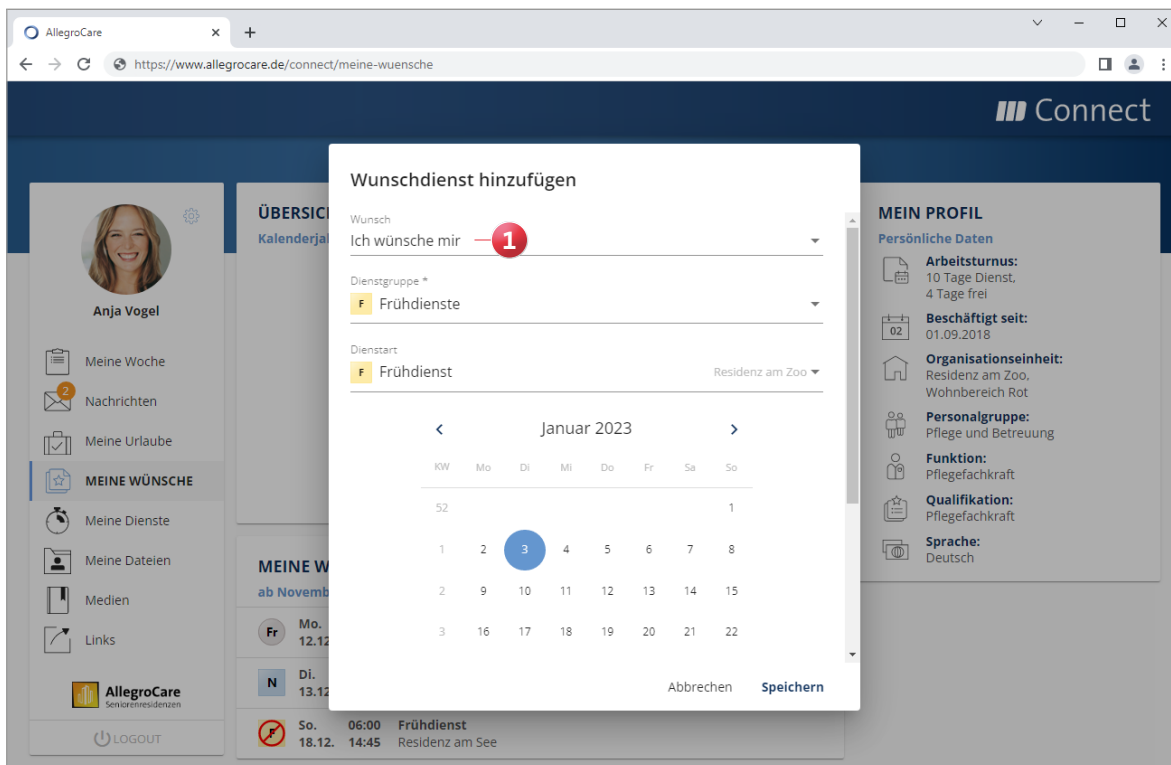 AllegroCare
https://www.allegrocare.de/connect/meine-wuensche
Connect
Anja Vogel
Meine Woche
2
Nachrichten
Meine Urlaube
MEINE WÜNSCHE
Meine Dienste
Meine Dateien
Medien
Links
AllegroCare
Seniorenresidenzen
LOGOUT
Kalenderjal
MEINE W
ab Novemb
Fr Mo.
12.12
N Di.
13.12
F So. 06:00 Frühdienst
18.12. 14:45 Residenz am See
Wunschdienst hinzufügen
Wunsch
Ich wünsche mir 1
Dienstgruppe *
F Frühdienste
Dienstart
F Frühdienst Residenz am Zoo
Januar 2023
KW Mo Di Mi Do Fr Sa So
52 1
1 2 3 4 5 6 7 8
2 9 10 11 12 13 14 15
3 16 17 18 19 20 21 22
Abbrechen Speichern
MEIN PROFIL
Persönliche Daten
Arbeitsturnus:
10 Tage Dienst,
4 Tage frei
02
Beschäftigt seit:
01.09.2018
Organisationseinheit:
Residenz am Zoo,
Wohnbereich Rot
Personalgruppe:
Pflege und Betreuung
Funktion:
Pflegefachkraft
Qualifikation:
Pflegefachkraft
Sprache:
Deutsch